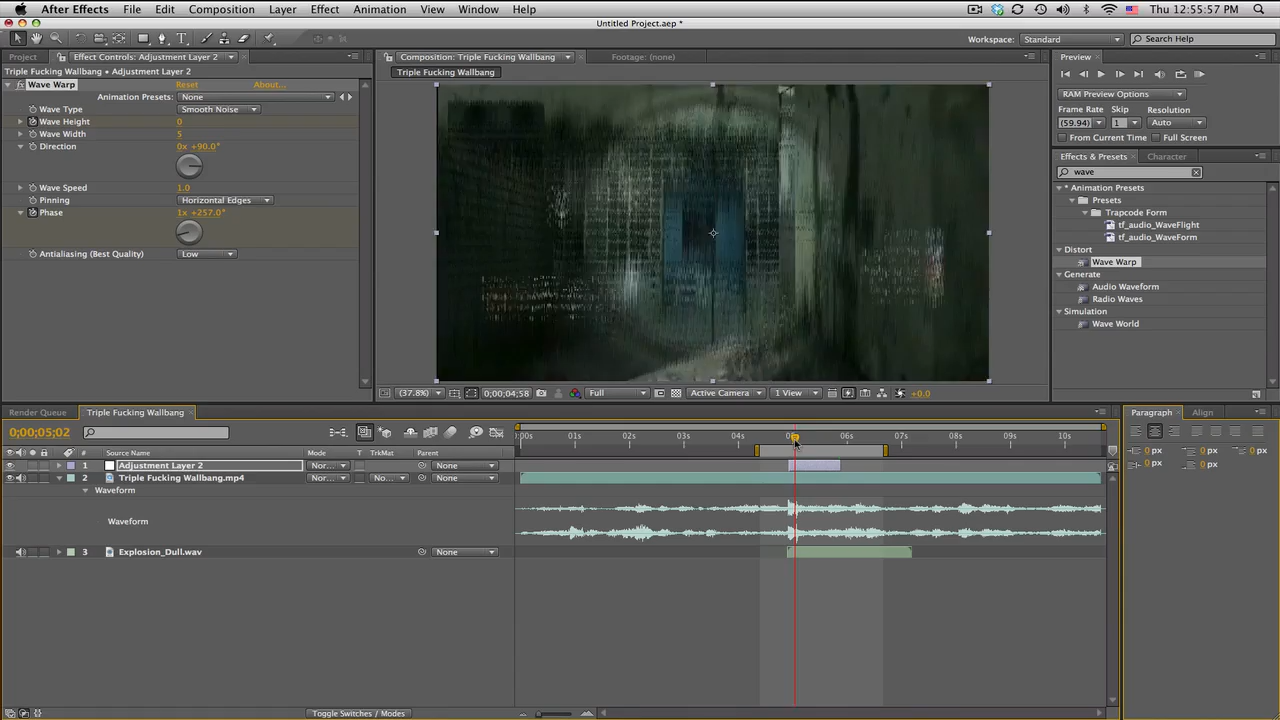 After Effects File Edit Composition Layer Effect Animation View Window Help Thu 12:55:57
Untitled Project.aep *
Workspace: Standard Search Help
Project Effect Controls: Adjustment Layer 2 Composition: Triple Fucking Wallbang Footage: (none) Preview
Triple Fucking Wallbang • Adjustment Layer 2 Triple Fucking Wallbang
Wave Warp Reset About...
Animation Presets: None
Wave Type Smooth Noise
Wave Height 0
Wave Width 5
Direction 0x +90.0°
Wave Speed 1.0
Pinning Horizontal Edges
Phase 1x +257.0°
Antialiasing (Best Quality) Low
RAM Preview Options
Frame Rate Skip Resolution
(59.94) 1 Auto
From Current Time Full Screen
Effects & Presets Character
wave
* Animation Presets
Presets
Trapcode Form
tf_audio_WaveFlight
tf_audio_WaveForm
Distort
Wave Warp
Generate
Audio Waveform
Radio Waves
Simulation
Wave World
(37.8%) 0;00;04;58 Full Active Camera 1 View +0.0
Render Queue Triple Fucking Wallbang Paragraph Align
0;00;05;02
:00s 01s 02s 03s 04s 06s 07s 08s 09s 10s
# Source Name Mode T TrkMat Parent
1 Adjustment Layer 2 Nor... None
2 Triple Fucking Wallbang.mp4 Nor... No... None
Waveform
Waveform
3 Explosion_Dull.wav None
0 px 0 px 0 px
0 px 0 px
Toggle Switches / Modes